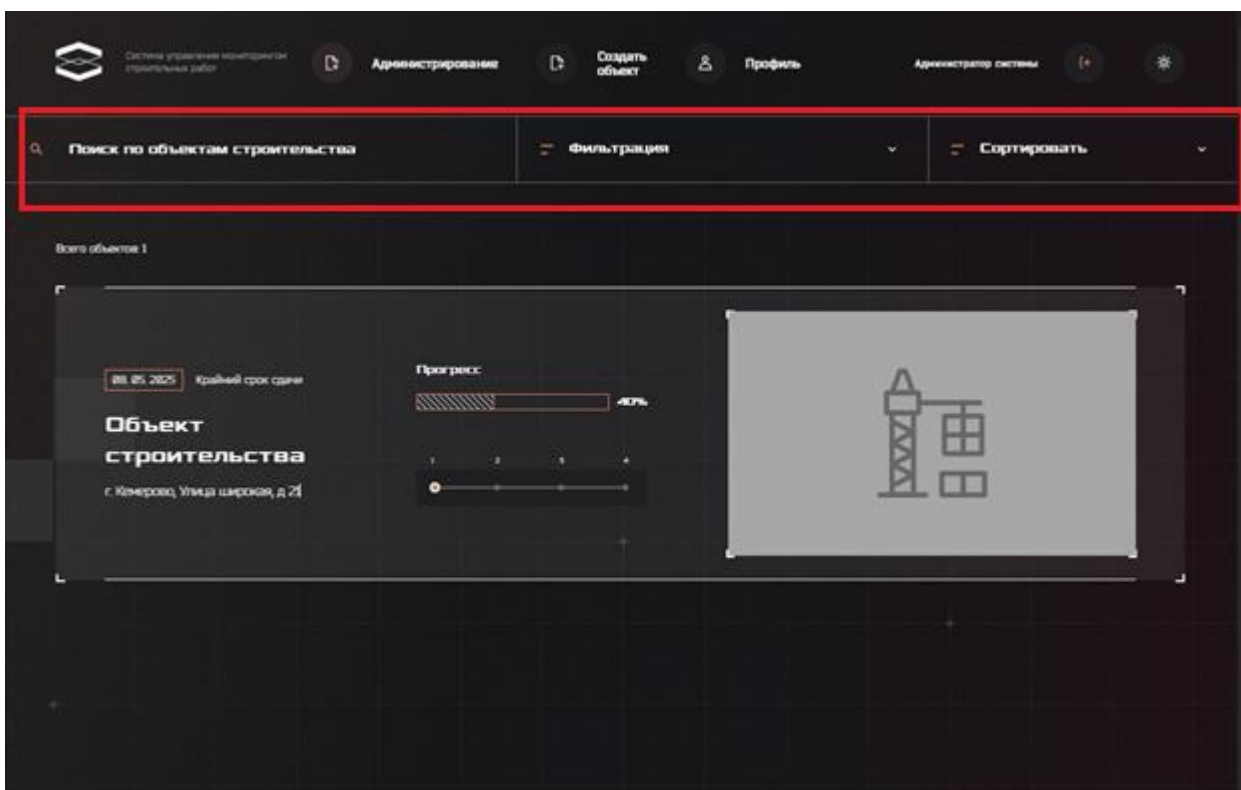 Система управления мониторингом
строительных работ
Администрирование
Создать
объект
Профиль
Администратор системы
Поиск по объектам строительства
Фильтрация
Сортировать
Всего объектов 1
08.05.2025 Крайний срок сдачи
Объект
строительства
г. Кемерово, Улица широкая, д 21
Прогресс:
40%
1 2 3 4